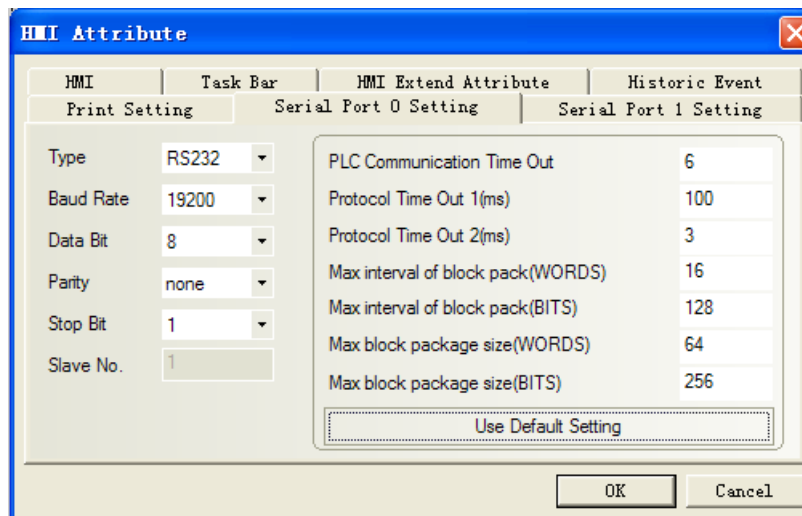 HMI Attribute
HMI
Task Bar
HMI Extend Attribute
Historic Event
Print Setting
Serial Port 0 Setting
Serial Port 1 Setting
Type RS232
Baud Rate 19200
Data Bit 8
Parity none
Stop Bit 1
Slave No. 1
PLC Communication Time Out 6
Protocol Time Out 1(ms) 100
Protocol Time Out 2(ms) 3
Max interval of block pack(WORDS) 16
Max interval of block pack(BITS) 128
Max block package size(WORDS) 64
Max block package size(BITS) 256
Use Default Setting
OK
Cancel